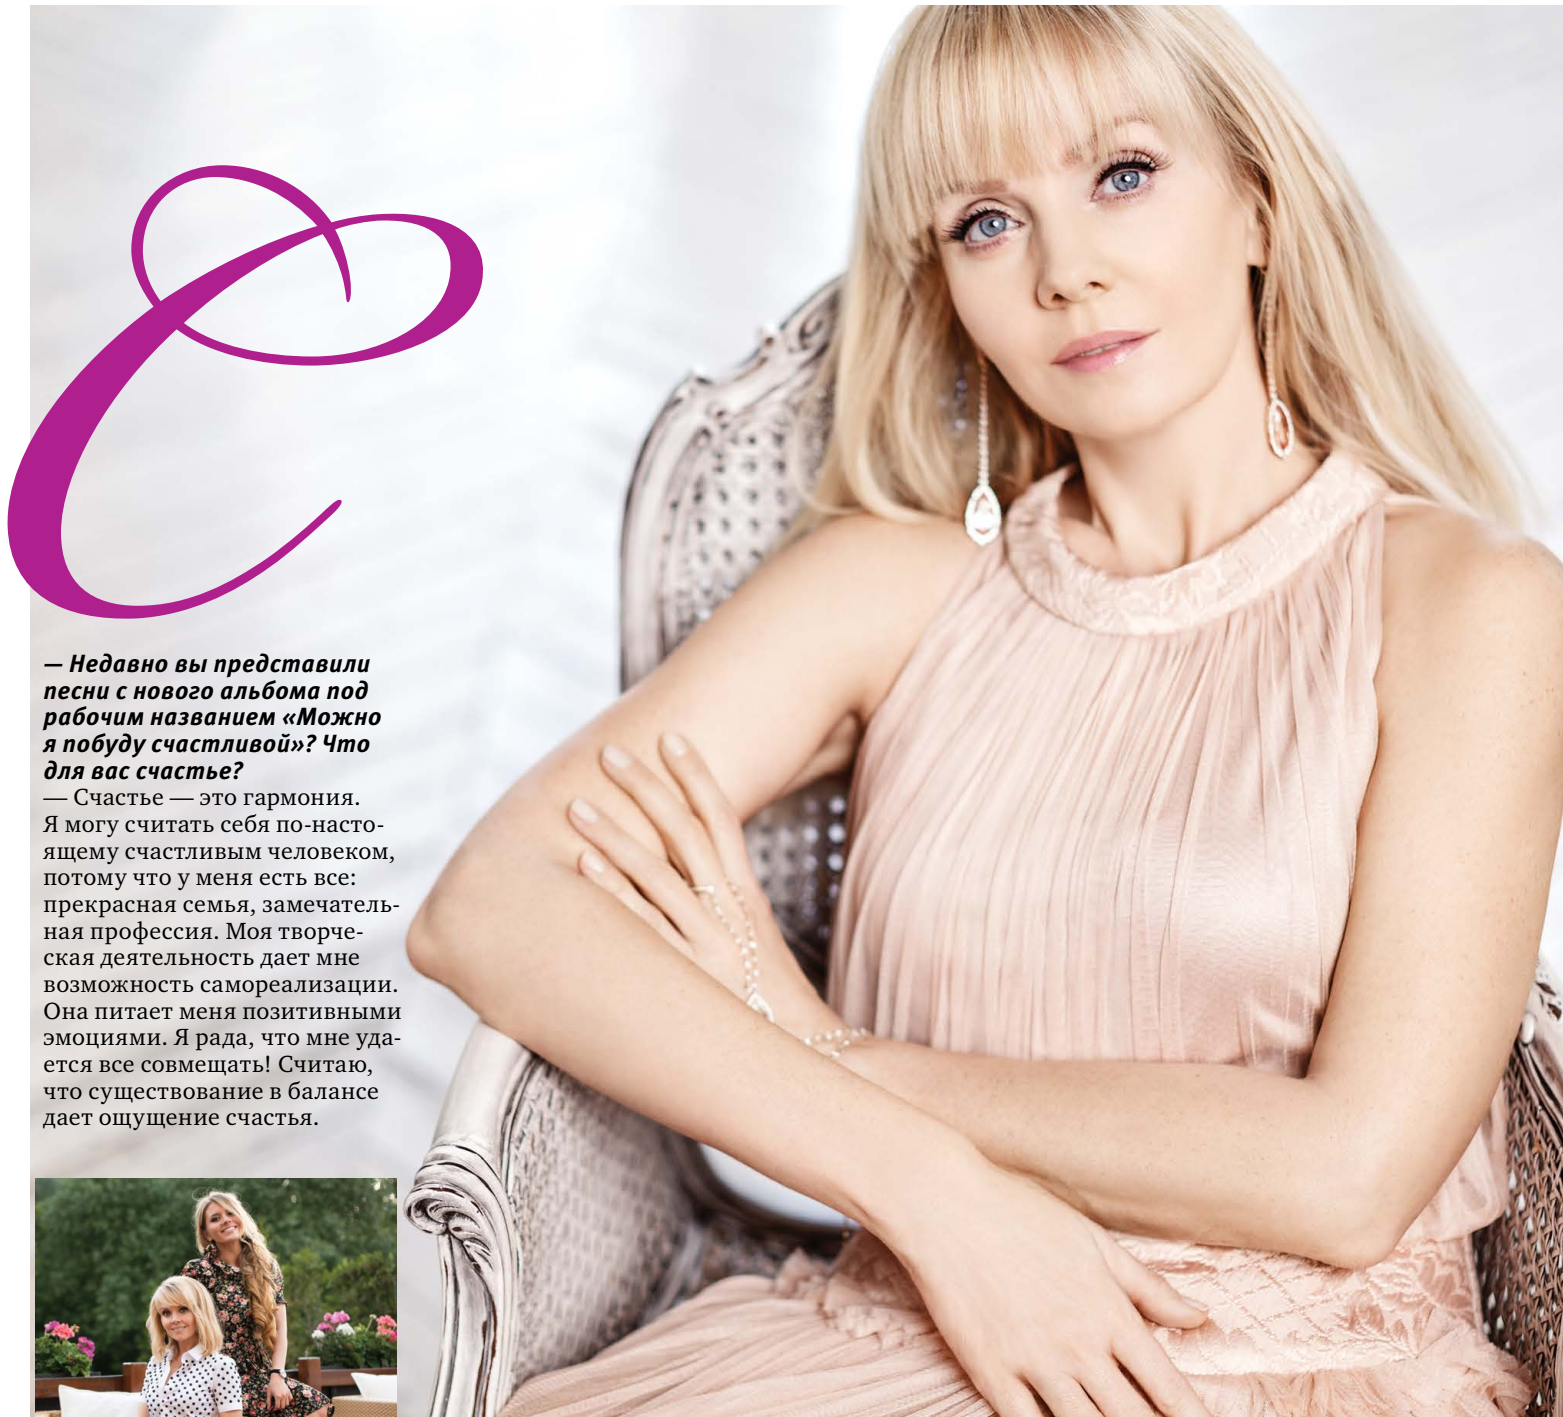 С
— Недавно вы представили
песни с нового альбома под
рабочим названием «Можно
я побуду счастливой»? Что
для вас счастье?
— Счастье — это гармония.
Я могу считать себя по-насто-
ящему счастливым человеком,
потому что у меня есть все:
прекрасная семья, замечатель-
ная профессия. Моя творче-
ская деятельность дает мне
возможность самореализации.
Она питает меня позитивными
эмоциями. Я рада, что мне уда-
ется все совмещать! Считаю,
что существование в балансе
дает ощущение счастья.